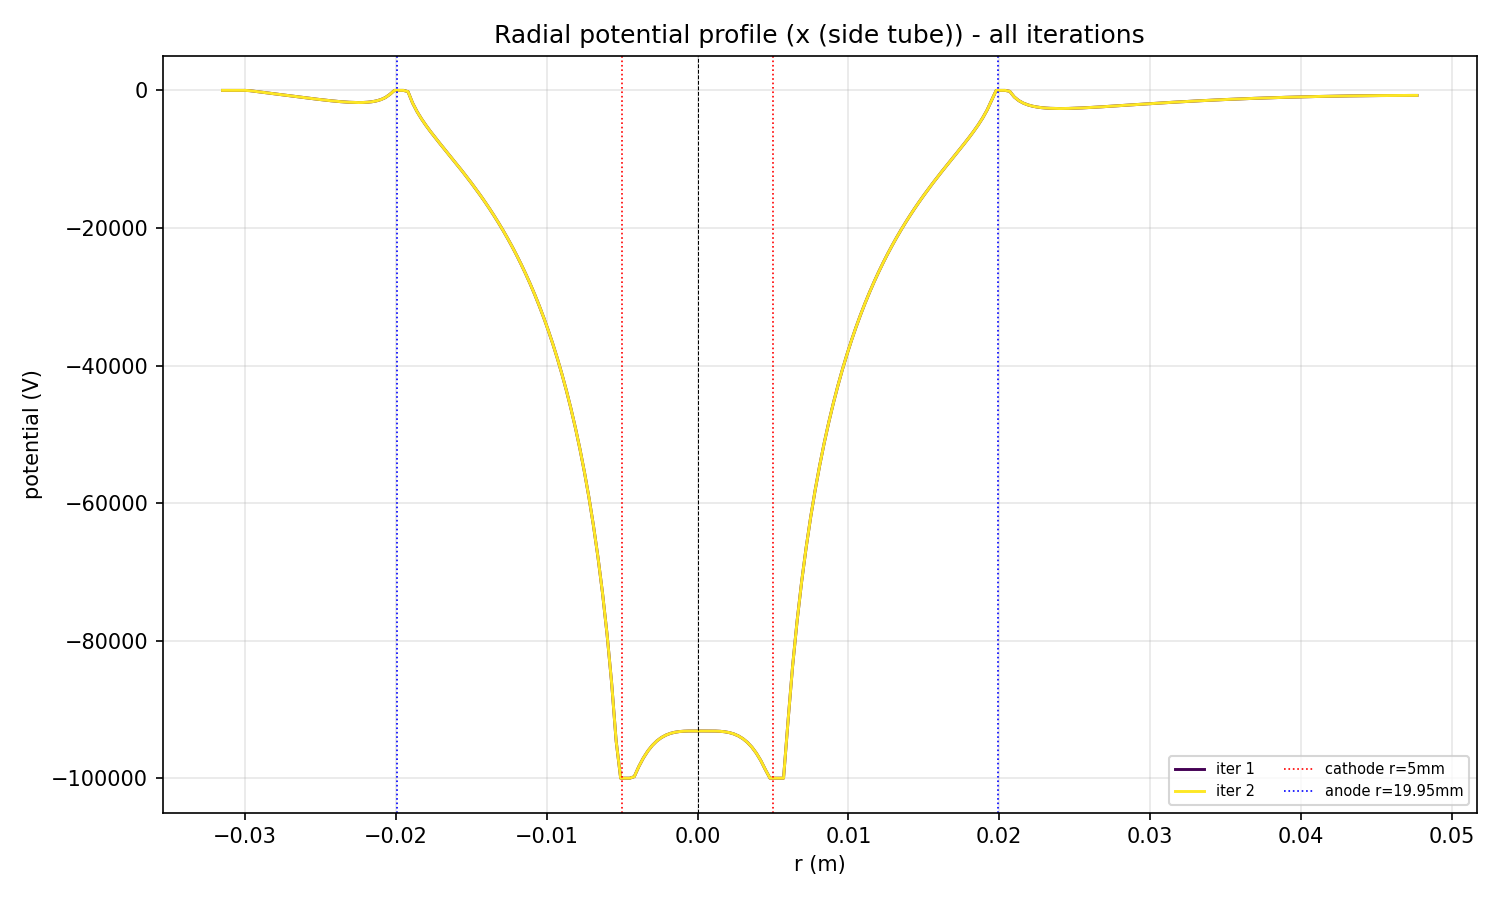 Radial potential profile (x (side tube)) - all iterations
potential (V)
0
−20000
−40000
−60000
−80000
−100000
iter 1
iter 2
cathode r=5mm
anode r=19.95mm
−0.03 −0.02 −0.01 0.00 0.01 0.02 0.03 0.04 0.05
r (m)